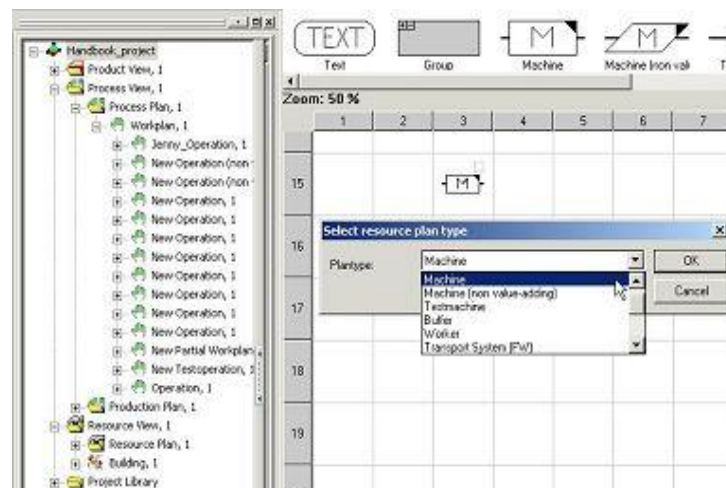 Handbook_project
Product View, 1
Process View, 1
Process Plan, 1
Workplan, 1
Jenny_Operation, 1
New Operation (non
New Operation (non
New Operation, 1
New Operation, 1
New Operation, 1
New Operation, 1
New Operation, 1
New Operation, 1
New Operation, 1
New Operation, 1
New Partial Workplan
New Testoperation, 1
Operation, 1
Production Plan, 1
Resource View, 1
Resource Plan, 1
Building, 1
Project Library
TEXT
M
M
Text
Group
Machine
Machine (non val
T
Zoom: 50 %
1 2 3 4 5 6 7
15
M
16
17
18
19
Select resource plan type
Plantype:
Machine
OK
Cancel
Machine
Machine (non value-adding)
Testmachine
Buffer
Worker
Transport System (FW)